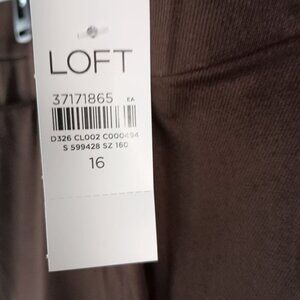 LOFT
37171865 EA
D326 CL002 C000494
S 599428 SZ 160
16